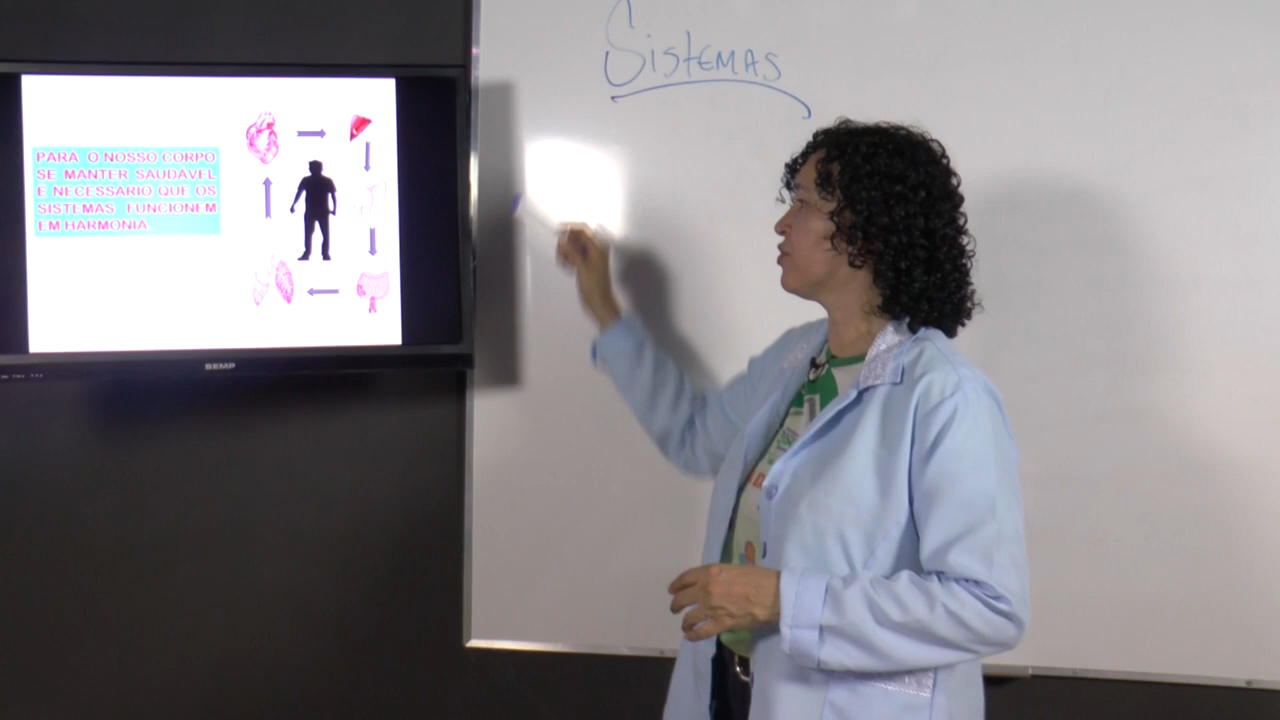 Sistemas
PARA O NOSSO CORPO
SE MANTER SAUDÁVEL
É NECESSÁRIO QUE OS
SISTEMAS FUNCIONEM
EM HARMONIA
SEMP